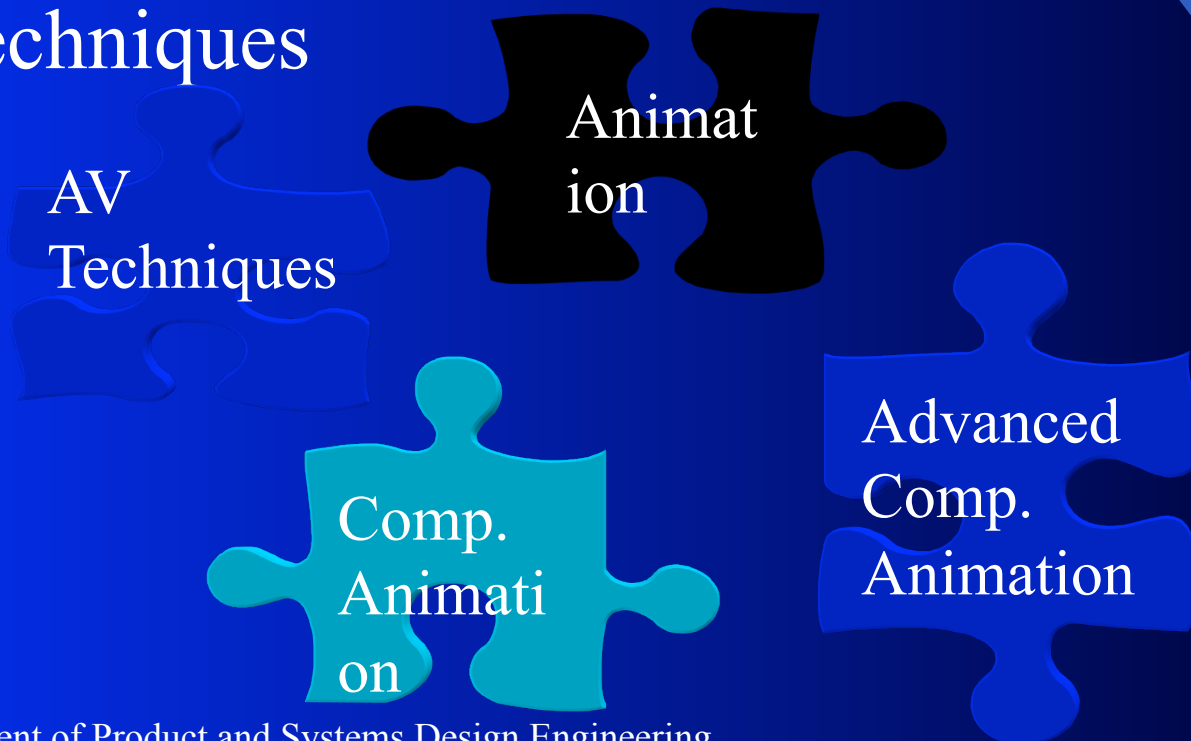 echniques
Animat
ion
AV
Techniques
Advanced
Comp.
Animation
Comp.
Animati
on
ent of Product and Systems Design Engineering